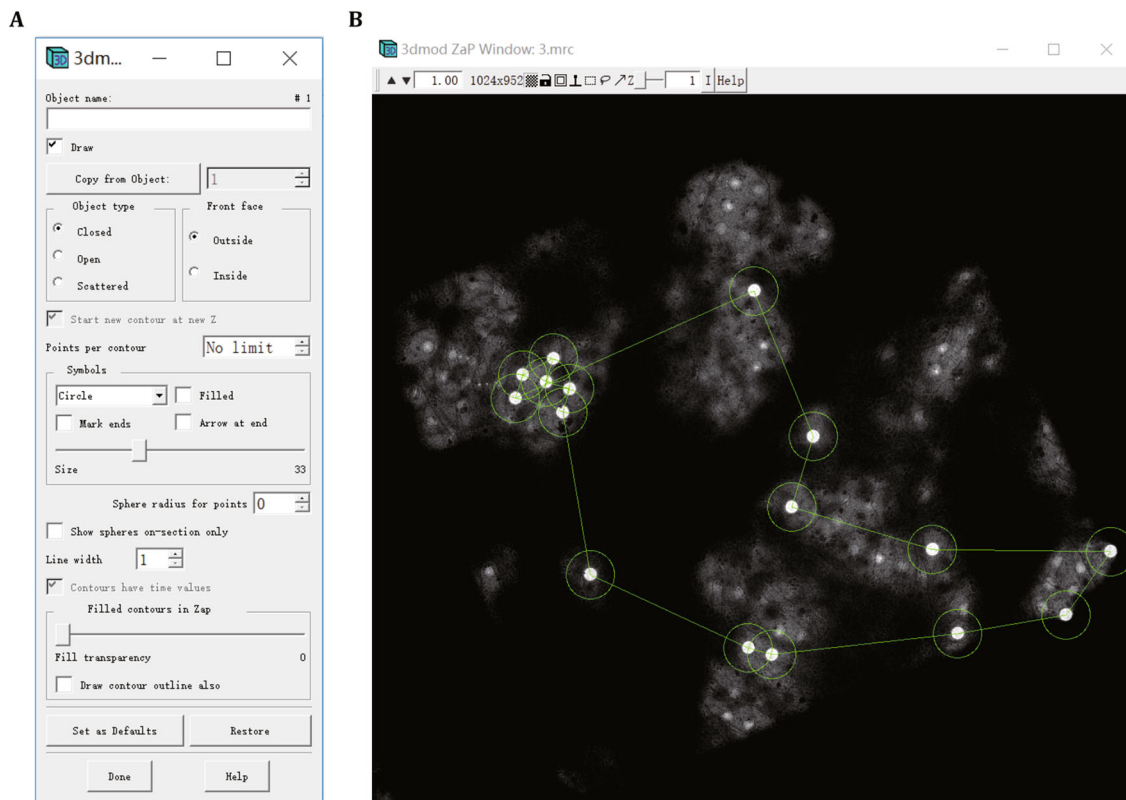 A
3dm...
Object name: # 1
Draw
Copy from Object: 1
Object type Front face
Closed
Outside
Open
Inside
Scattered
Start new contour at new Z
Points per contour No limit
Symbols
Circle Filled
Mark ends Arrow at end
Size 33
Sphere radius for points 0
Show spheres on-section only
Line width 1
Contours have time values
Filled contours in Zap
Fill transparency 0
Draw contour outline also
Set as Defaults Restore
Done Help
B
3dmod ZaP Window: 3.mrc
1.00 1024x952 Z 1 I Help